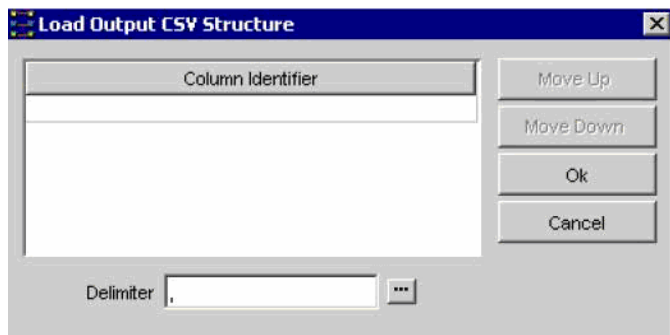 Load Output CSV Structure
Column Identifier
Move Up
Move Down
Ok
Cancel
Delimiter ,
...